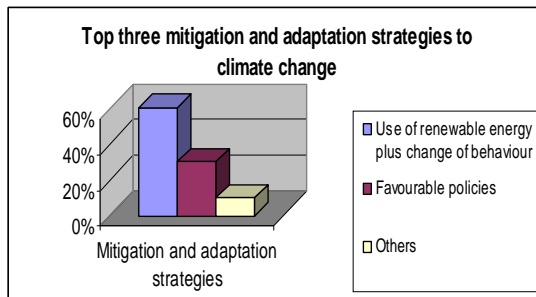 Top three mitigation and adaptation strategies to
climate change
60%
40%
20%
0%
Mitigation and adaptation
strategies
Use of renewable energy
plus change of behaviour
Favourable policies
Others